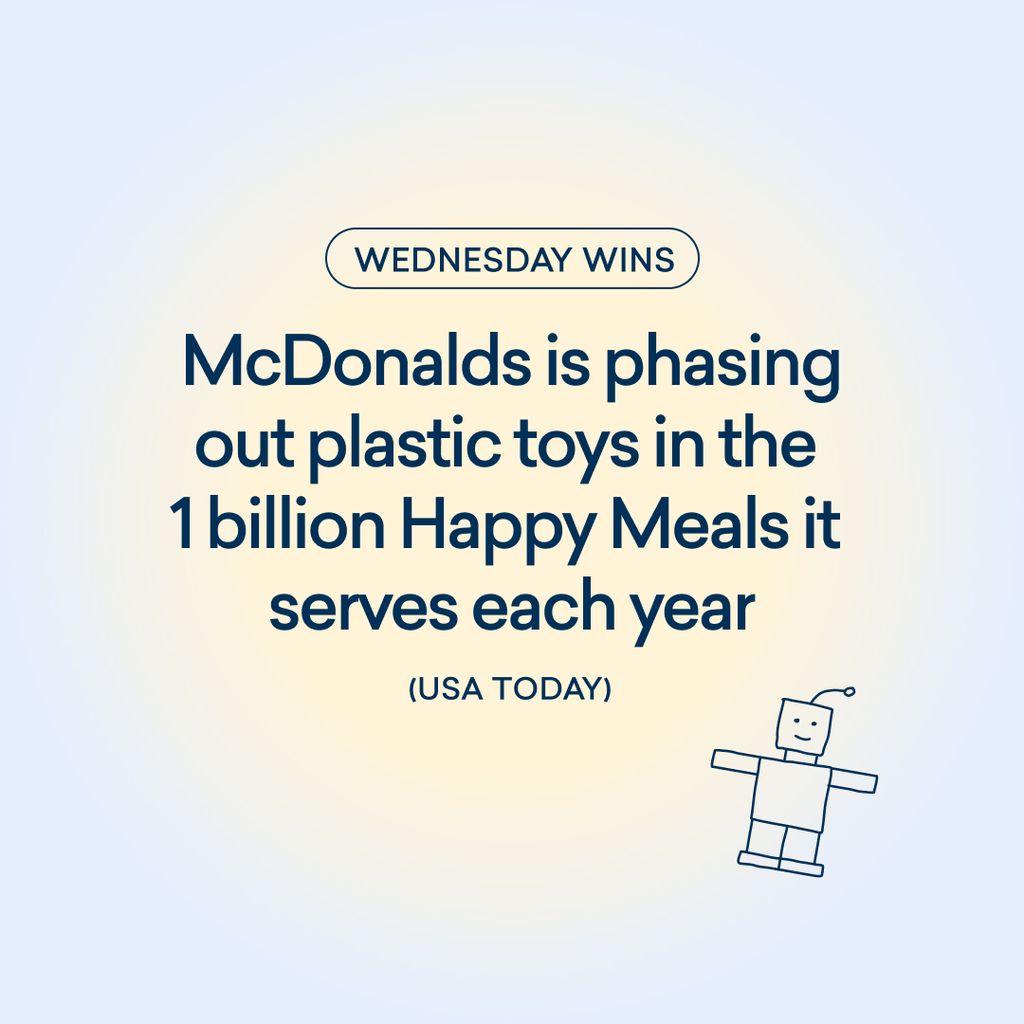 WEDNESDAY WINS
McDonalds is phasing
out plastic toys in the
1 billion Happy Meals it
serves each year
(USA TODAY)